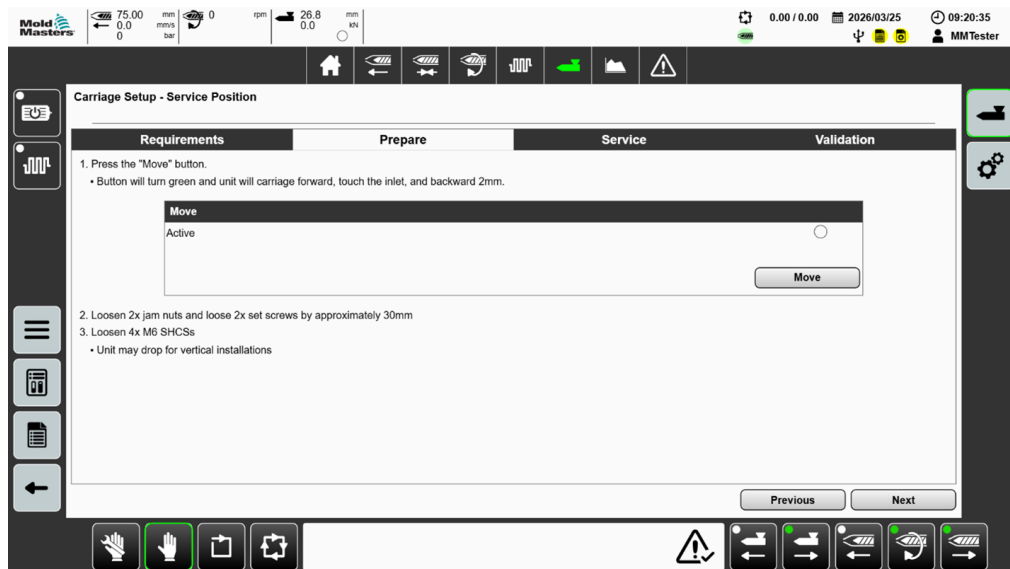 Mold Masters
75.00 mm
0.0 mm/s
0 bar
0 rpm
26.8 mm
0.0 kN
0.00 / 0.00
2026/03/25
09:20:35
MMTester
Carriage Setup - Service Position
Requirements
Prepare
Service
Validation
1. Press the "Move" button.
• Button will turn green and unit will carriage forward, touch the inlet, and backward 2mm.
Move
Active
Move
2. Loosen 2x jam nuts and loose 2x set screws by approximately 30mm
3. Loosen 4x M6 SHCSs
• Unit may drop for vertical installations
Previous
Next